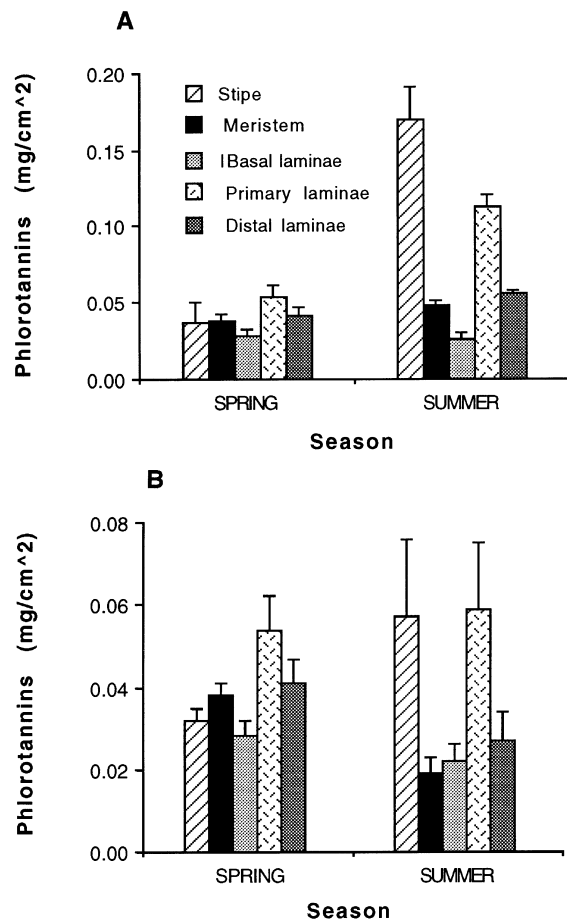 A
Phlorotannins (mg/cm^2)
0.20
0.15
0.10
0.05
0.00
Stipe
Meristem
IBasal laminae
Primary laminae
Distal laminae
SPRING SUMMER
Season
B
Phlorotannins (mg/cm^2)
0.08
0.06
0.04
0.02
0.00
SPRING SUMMER
Season